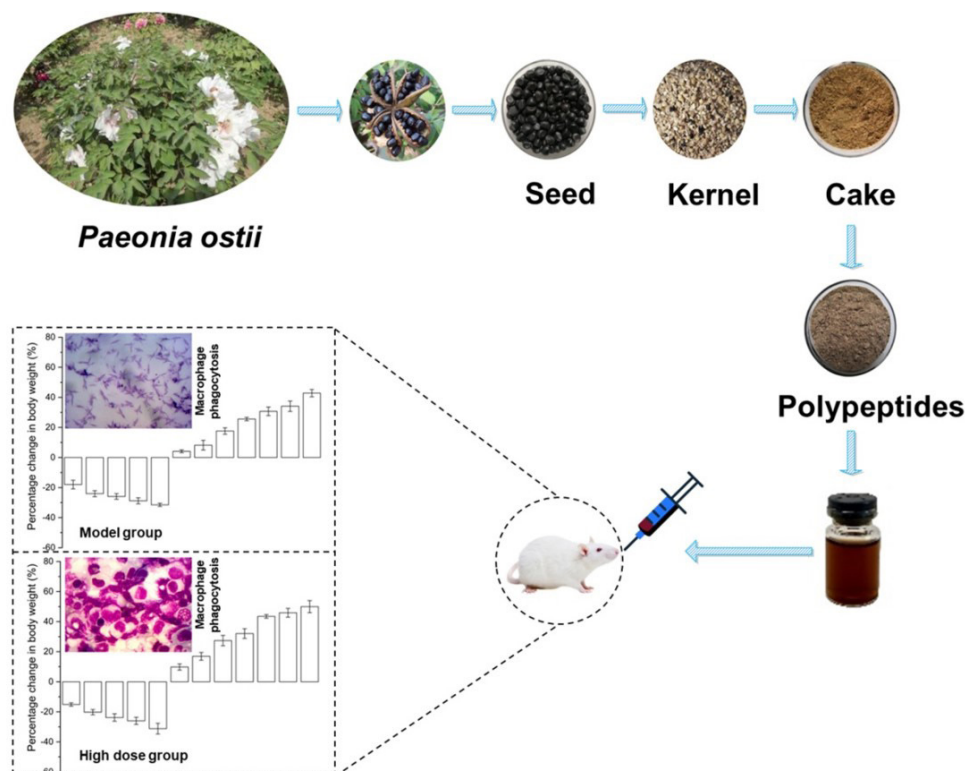 Paeonia ostii
Seed
Kernel
Cake
Polypeptides
Percentage change in body weight (%)
80
60
40
20
0
-20
-40
-60
Macrophage
phagocytosis
Model group
Percentage change in body weight (%)
80
60
40
20
0
-20
-40
-60
Macrophage
phagocytosis
High dose group